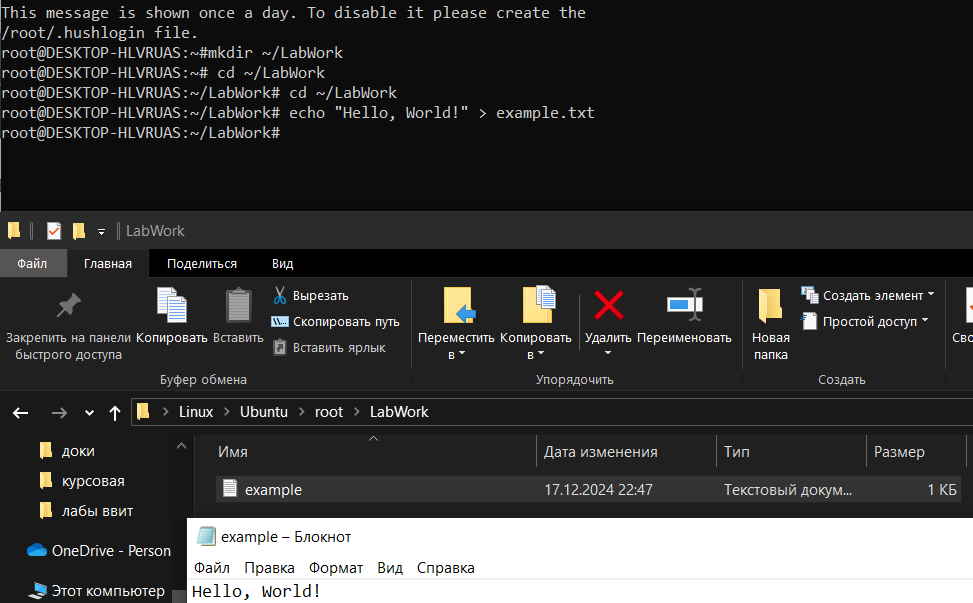 This message is shown once a day. To disable it please create the
/root/.hushlogin file.
root@DESKTOP-HLVRUAS:~#mkdir ~/LabWork
root@DESKTOP-HLVRUAS:~# cd ~/LabWork
root@DESKTOP-HLVRUAS:~/LabWork# cd ~/LabWork
root@DESKTOP-HLVRUAS:~/LabWork# echo "Hello, World!" > example.txt
root@DESKTOP-HLVRUAS:~/LabWork#
LabWork
Файл Главная Поделиться Вид
Закрепить на панели быстрого доступа
Копировать
Вставить
Вырезать
Скопировать путь
Вставить ярлык
Переместить в
Копировать в
Удалить
Переименовать
Новая папка
Создать элемент
Простой доступ
Буфер обмена Упорядочить Создать
Linux > Ubuntu > root > LabWork
доки
курсовая
лабы ввит
OneDrive - Person
Этот компьютер
Имя Дата изменения Тип Размер
example 17.12.2024 22:47 Текстовый докум... 1 КБ
example – Блокнот
Файл Правка Формат Вид Справка
Hello, World!